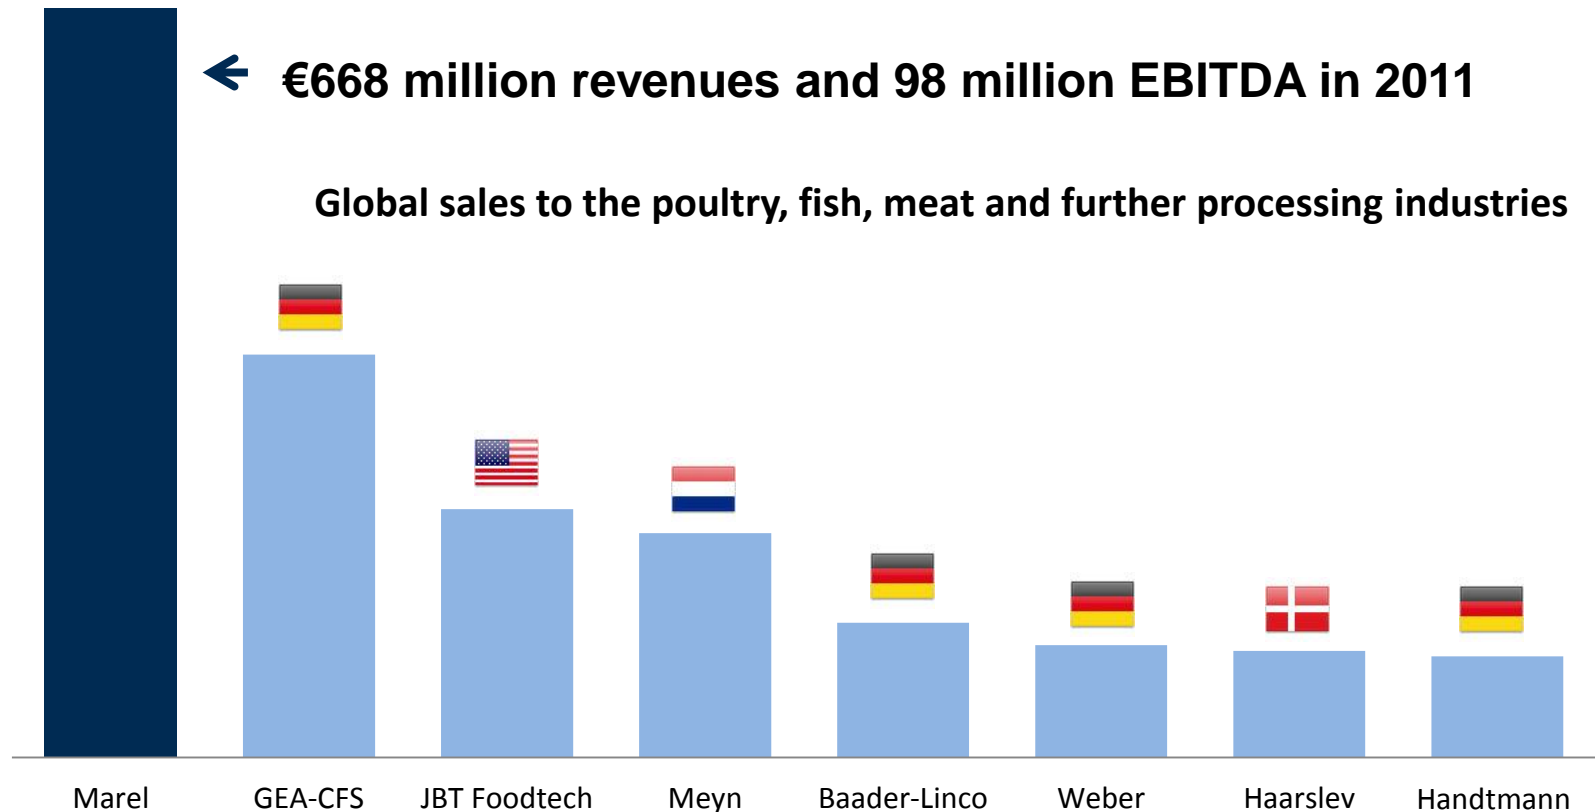 €668 million revenues and 98 million EBITDA in 2011
Global sales to the poultry, fish, meat and further processing industries
Marel
GEA-CFS
JBT Foodtech
Meyn
Baader-Linco
Weber
Haarslev
Handtmann